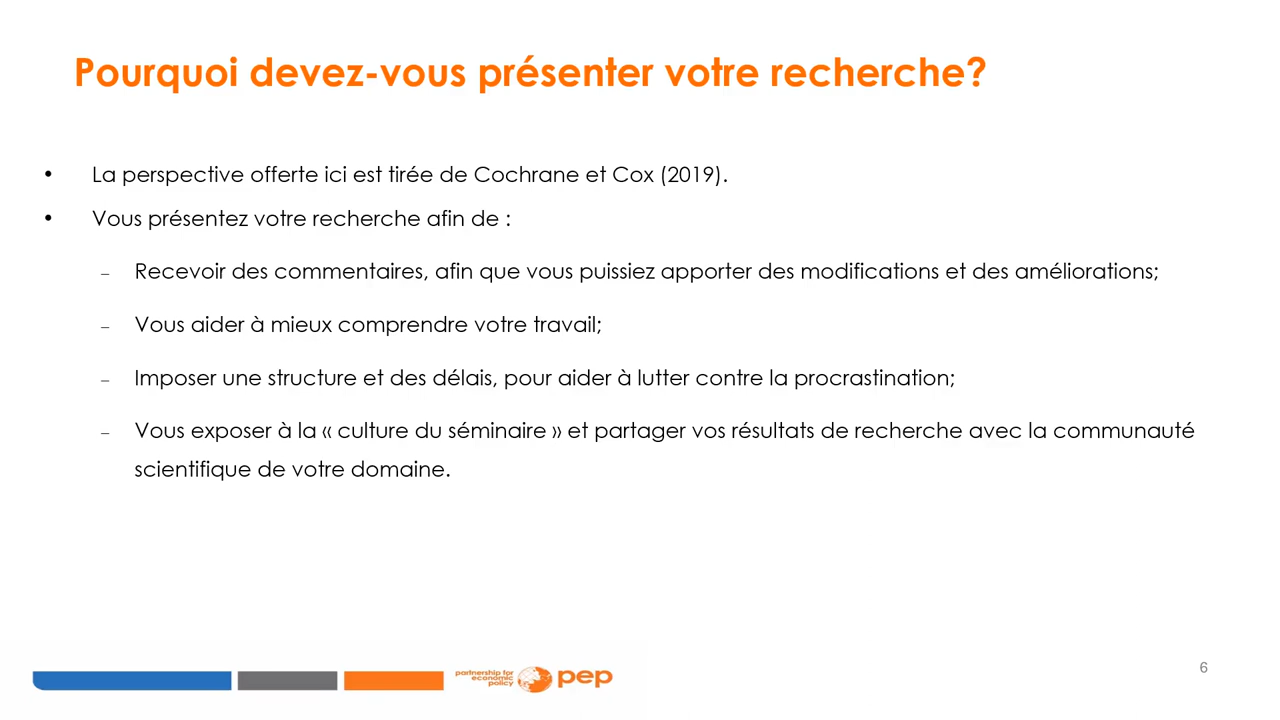 Pourquoi devez-vous présenter votre recherche?
• La perspective offerte ici est tirée de Cochrane et Cox (2019).
• Vous présentez votre recherche afin de :
– Recevoir des commentaires, afin que vous puissiez apporter des modifications et des améliorations;
– Vous aider à mieux comprendre votre travail;
– Imposer une structure et des délais, pour aider à lutter contre la procrastination;
– Vous exposer à la « culture du séminaire » et partager vos résultats de recherche avec la communauté
scientifique de votre domaine.
partnership for
economic
policy
pep
6